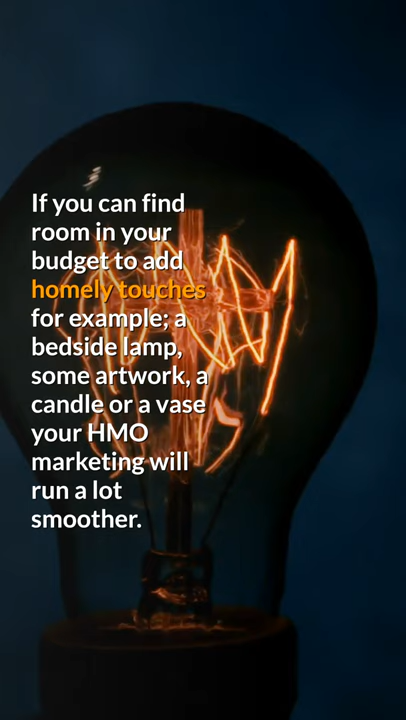 If you can find
room in your
budget to add
homely touches
for example; a
bedside lamp,
some artwork, a
candle or a vase
your HMO
marketing will
run a lot
smoother.